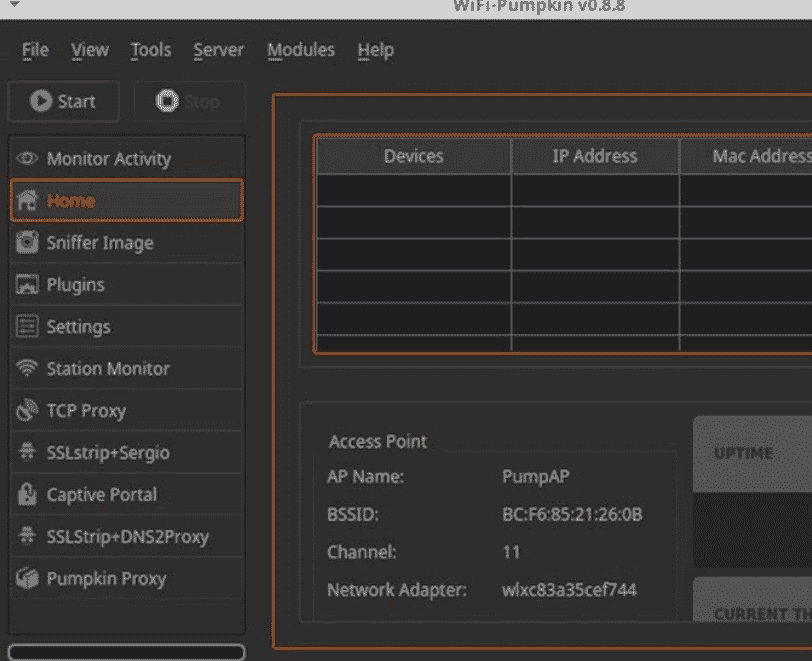 WiFi-Pumpkin v0.8.8
File View Tools Server Modules Help
Start Stop
Monitor Activity
Home
Sniffer Image
Plugins
Settings
Station Monitor
TCP Proxy
SSLstrip+Sergio
Captive Portal
SSLStrip+DNS2Proxy
Pumpkin Proxy
Devices IP Address Mac Address
Access Point
AP Name: PumpAP
BSSID: BC:F6:85:21:26:0B
Channel: 11
Network Adapter: wlxc83a35cef744
UPTIME
CURRENT TH